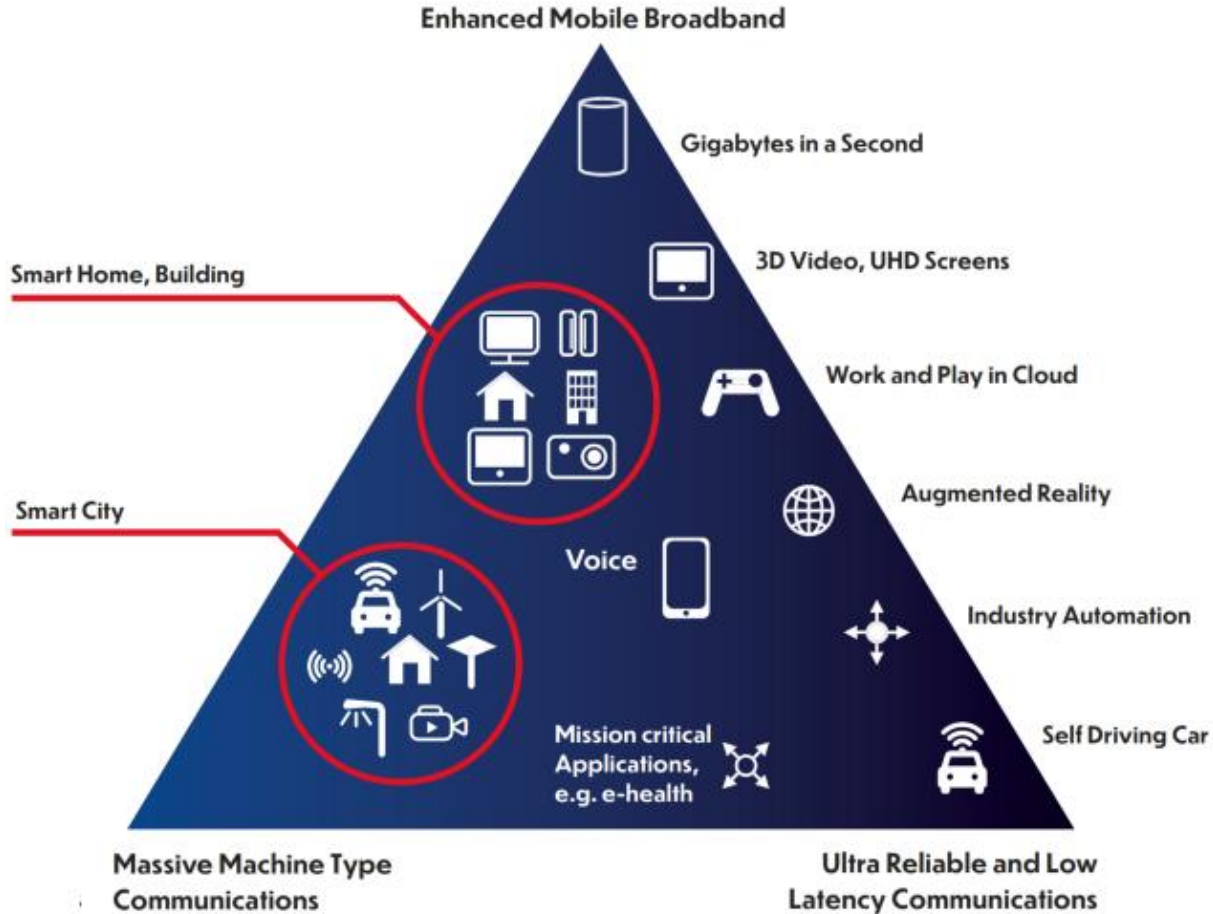 Enhanced Mobile Broadband
Gigabytes in a Second
3D Video, UHD Screens
Smart Home, Building
Work and Play in Cloud
Augmented Reality
Smart City
Voice
Industry Automation
Mission critical
Applications,
e.g. e-health
Self Driving Car
Massive Machine Type
Communications
Ultra Reliable and Low
Latency Communications